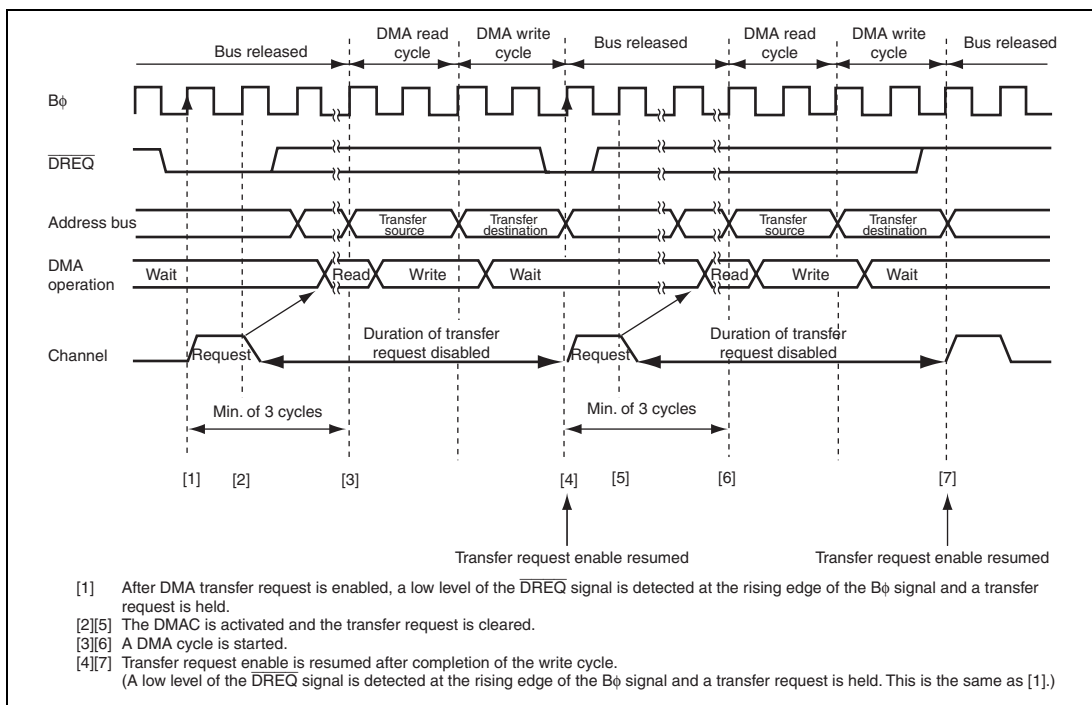 Bus released DMA read cycle DMA write cycle Bus released DMA read cycle DMA write cycle Bus released
Bφ
DREQ
Address bus Transfer source Transfer destination Transfer source Transfer destination
DMA operation Wait Read Write Wait Read Write Wait
Channel Request Duration of transfer request disabled Request Duration of transfer request disabled
Min. of 3 cycles Min. of 3 cycles
[1] [2] [3] [4] [5] [6] [7]
Transfer request enable resumed Transfer request enable resumed
[1] After DMA transfer request is enabled, a low level of the DREQ signal is detected at the rising edge of the Bφ signal and a transfer
request is held.
[2][5] The DMAC is activated and the transfer request is cleared.
[3][6] A DMA cycle is started.
[4][7] Transfer request enable is resumed after completion of the write cycle.
(A low level of the DREQ signal is detected at the rising edge of the Bφ signal and a transfer request is held. This is the same as [1].)